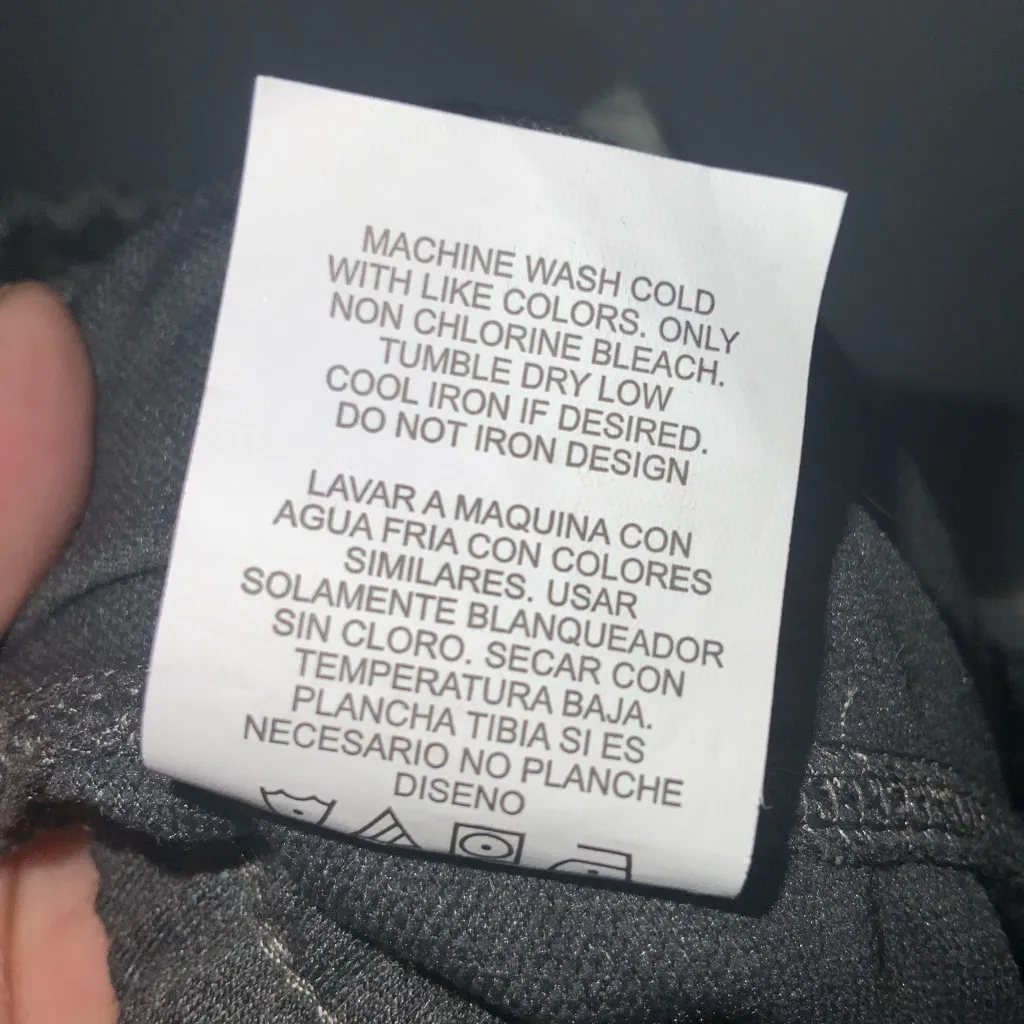 MACHINE WASH COLD
WITH LIKE COLORS. ONLY
NON CHLORINE BLEACH.
TUMBLE DRY LOW
COOL IRON IF DESIRED.
DO NOT IRON DESIGN
LAVAR A MAQUINA CON
AGUA FRIA CON COLORES
SIMILARES. USAR
SOLAMENTE BLANQUEADOR
SIN CLORO. SECAR CON
TEMPERATURA BAJA.
PLANCHA TIBIA SI ES
NECESARIO NO PLANCHE
DISENO